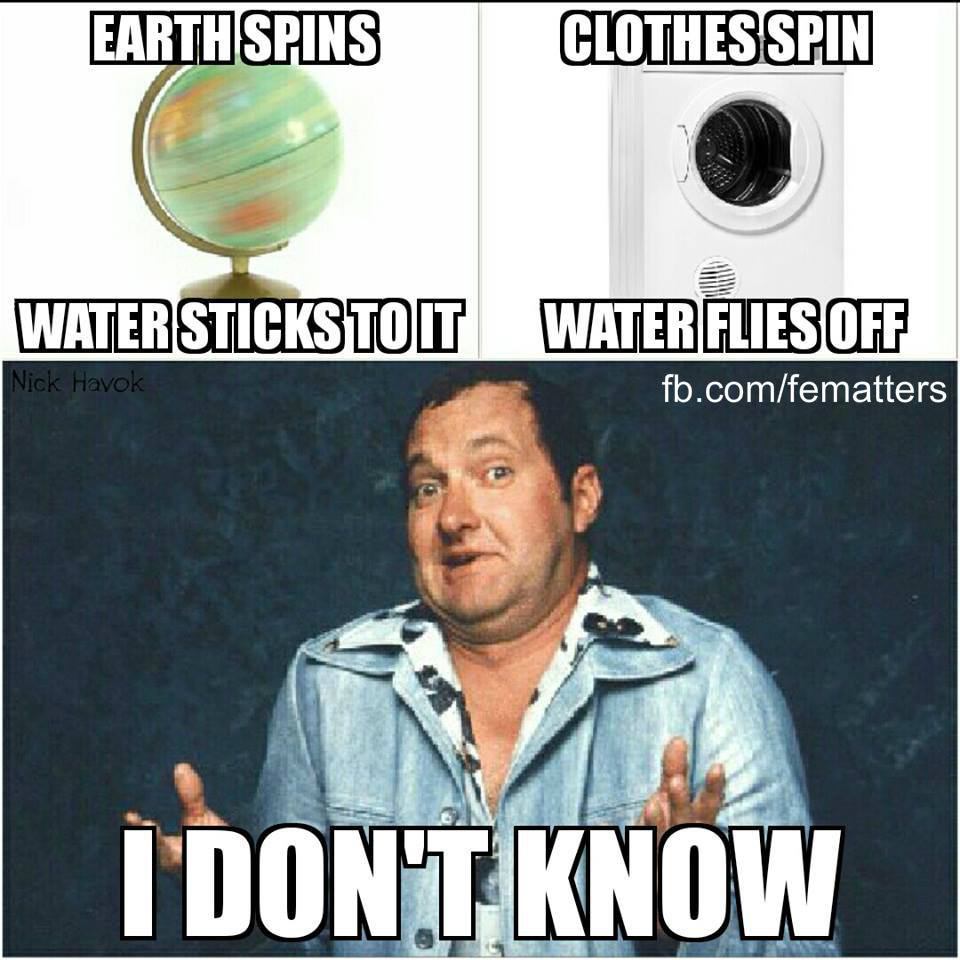 EARTH SPINS
CLOTHES SPIN
WATER STICKS TO IT
WATER FLIES OFF
Nick Havok
fb.com/fematters
I DON'T KNOW